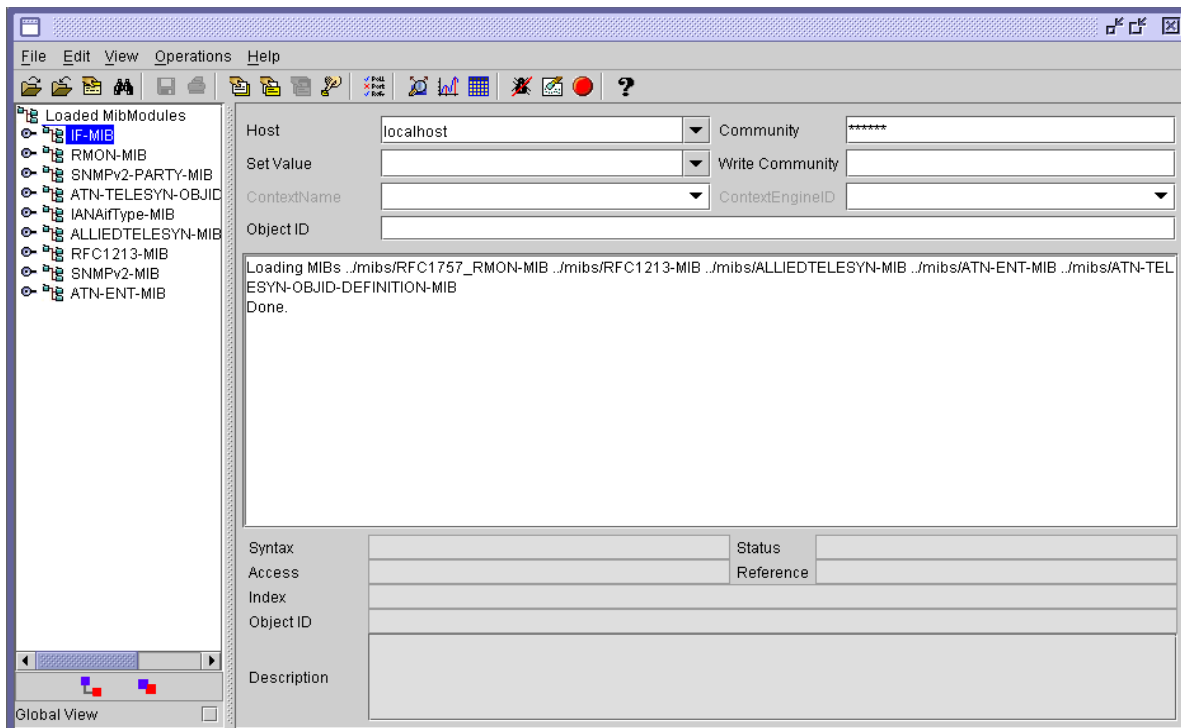 File Edit View Operations Help
Loaded MibModules
IF-MIB
RMON-MIB
SNMPv2-PARTY-MIB
ATN-TELESYN-OBJID
IANAifType-MIB
ALLIEDTELESYN-MIB
RFC1213-MIB
SNMPv2-MIB
ATN-ENT-MIB
Global View
Host localhost Community ******
Set Value Write Community
ContextName ContextEngineID
Object ID
Loading MIBs ../mibs/RFC1757_RMON-MIB ../mibs/RFC1213-MIB ../mibs/ALLIEDTELESYN-MIB ../mibs/ATN-ENT-MIB ../mibs/ATN-TEL
ESYN-OBJID-DEFINITION-MIB
Done.
Syntax Status
Access Reference
Index
Object ID
Description